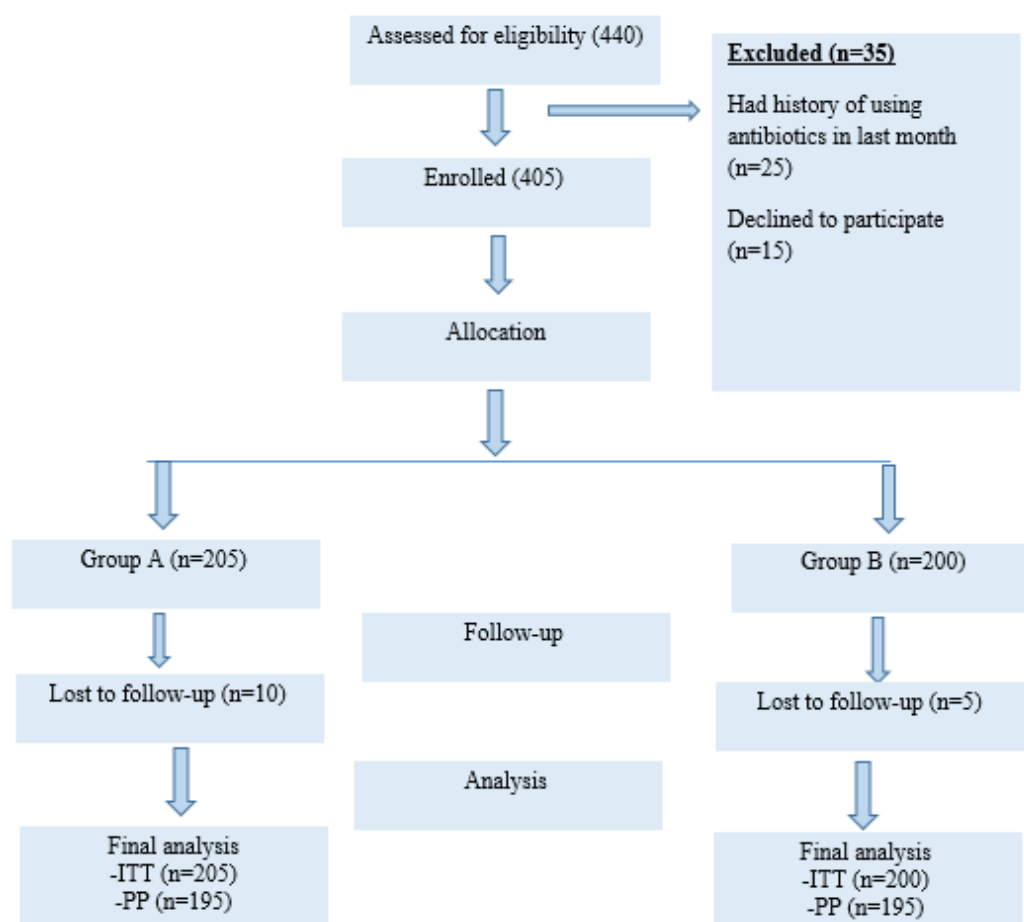 Assessed for eligibility (440)
Excluded (n=35)
Had history of using
antibiotics in last month
(n=25)
Declined to participate
(n=15)
Enrolled (405)
Allocation
Group A (n=205)
Group B (n=200)
Follow-up
Lost to follow-up (n=10)
Lost to follow-up (n=5)
Analysis
Final analysis
-ITT (n=205)
-PP (n=195)
Final analysis
-ITT (n=200)
-PP (n=195)